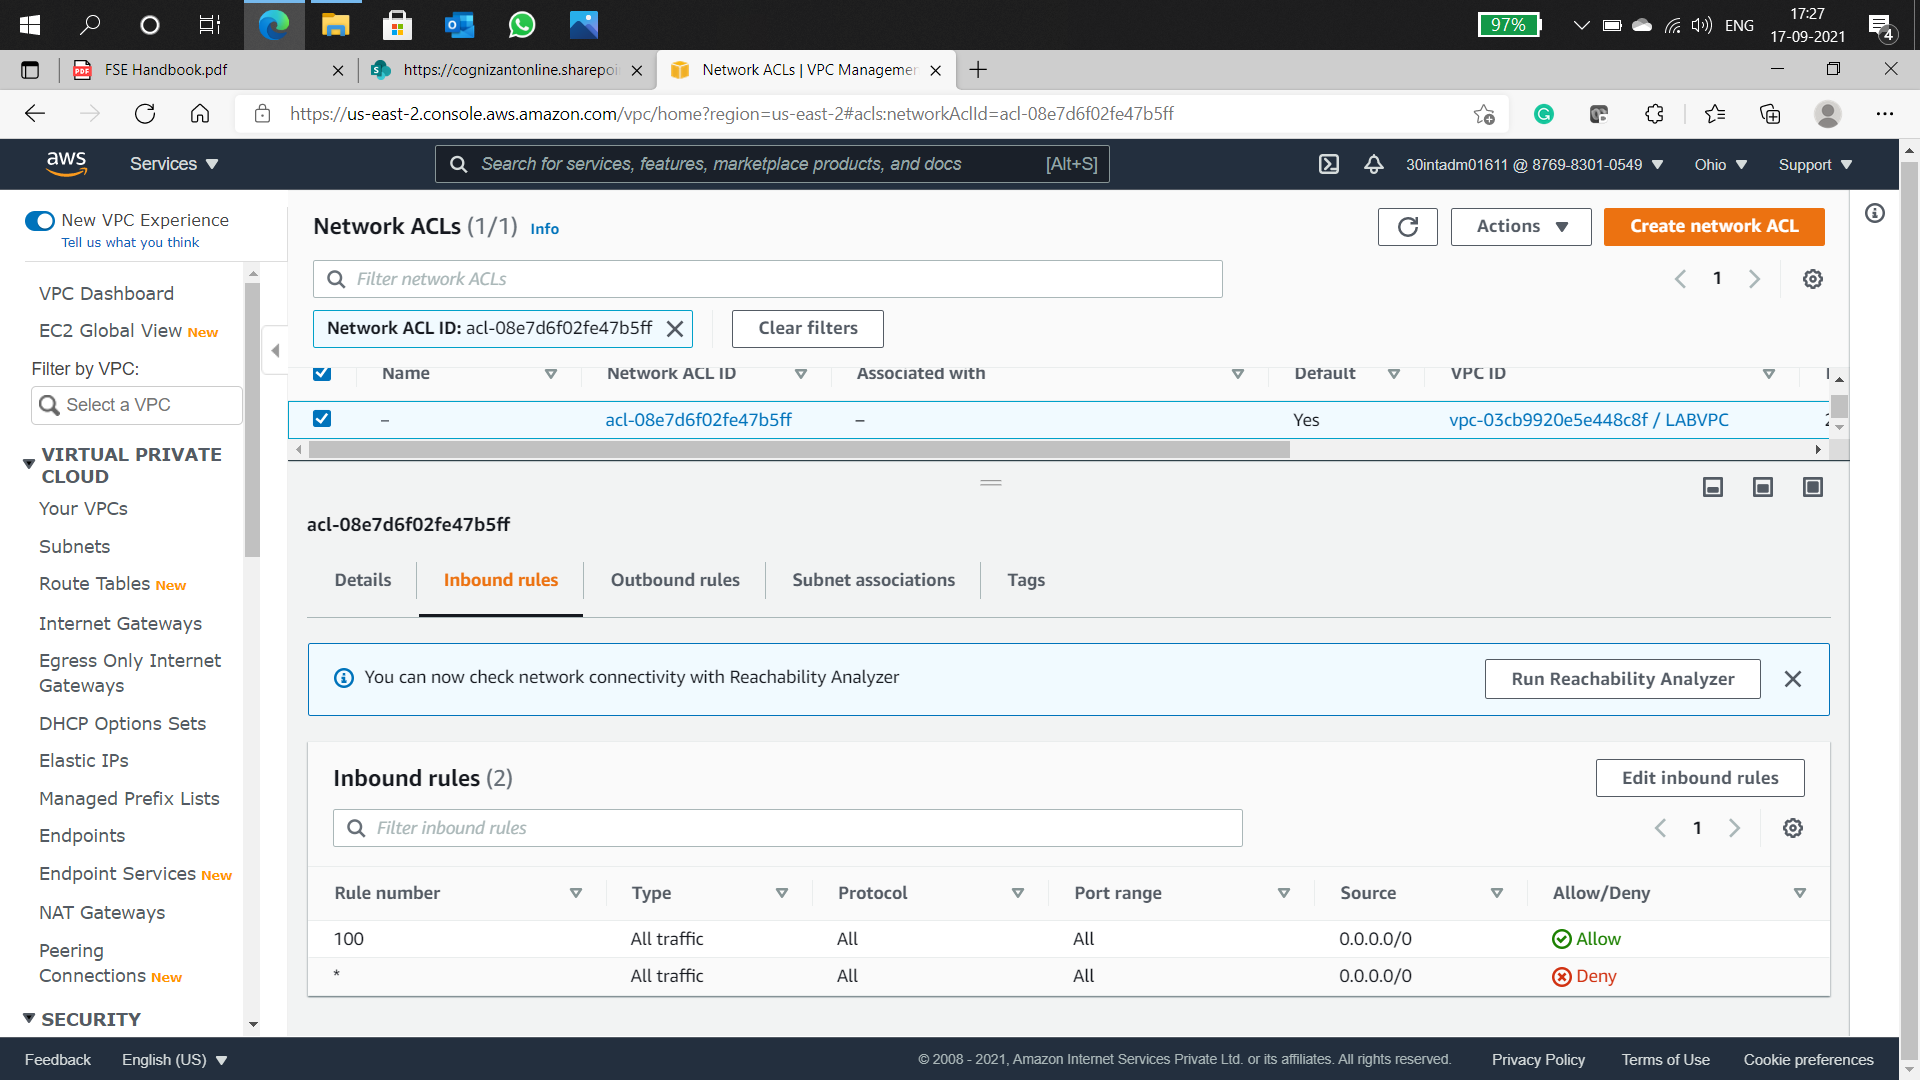 97%
ENG
17:27
17-09-2021
4
FSE Handbook.pdf
https://cognizantonline.sharepoi
Network ACLs | VPC Managemen
https://us-east-2.console.aws.amazon.com/vpc/home?region=us-east-2#acls:networkAclId=acl-08e7d6f02fe47b5ff
aws
Services
Search for services, features, marketplace products, and docs
[Alt+S]
30intadm01611 @ 8769-8301-0549
Ohio
Support
New VPC Experience
Tell us what you think
VPC Dashboard
EC2 Global View New
Filter by VPC:
Select a VPC
VIRTUAL PRIVATE
CLOUD
Your VPCs
Subnets
Route Tables New
Internet Gateways
Egress Only Internet
Gateways
DHCP Options Sets
Elastic IPs
Managed Prefix Lists
Endpoints
Endpoint Services New
NAT Gateways
Peering
Connections New
SECURITY
Network ACLs (1/1) Info
Actions
Create network ACL
Filter network ACLs
1
Network ACL ID: acl-08e7d6f02fe47b5ff
Clear filters
Name Network ACL ID Associated with Default VPC ID
– acl-08e7d6f02fe47b5ff – Yes vpc-03cb9920e5e448c8f / LABVPC
acl-08e7d6f02fe47b5ff
Details Inbound rules Outbound rules Subnet associations Tags
You can now check network connectivity with Reachability Analyzer
Run Reachability Analyzer
Inbound rules (2)
Edit inbound rules
Filter inbound rules
1
Rule number Type Protocol Port range Source Allow/Deny
100 All traffic All All 0.0.0.0/0 Allow
* All traffic All All 0.0.0.0/0 Deny
Feedback
English (US)
© 2008 - 2021, Amazon Internet Services Private Ltd. or its affiliates. All rights reserved.
Privacy Policy
Terms of Use
Cookie preferences